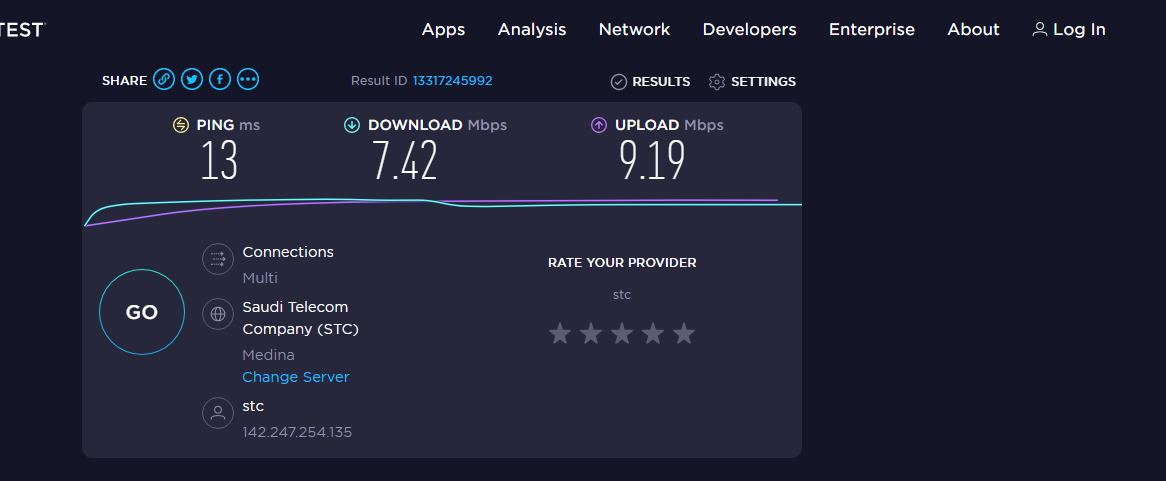 TEST
Apps Analysis Network Developers Enterprise About Log In
SHARE Result ID 13317245992 RESULTS SETTINGS
PING ms DOWNLOAD Mbps UPLOAD Mbps
13 7.42 9.19
Connections
Multi
GO
Saudi Telecom
Company (STC)
Medina
Change Server
stc
142.247.254.135
RATE YOUR PROVIDER
stc